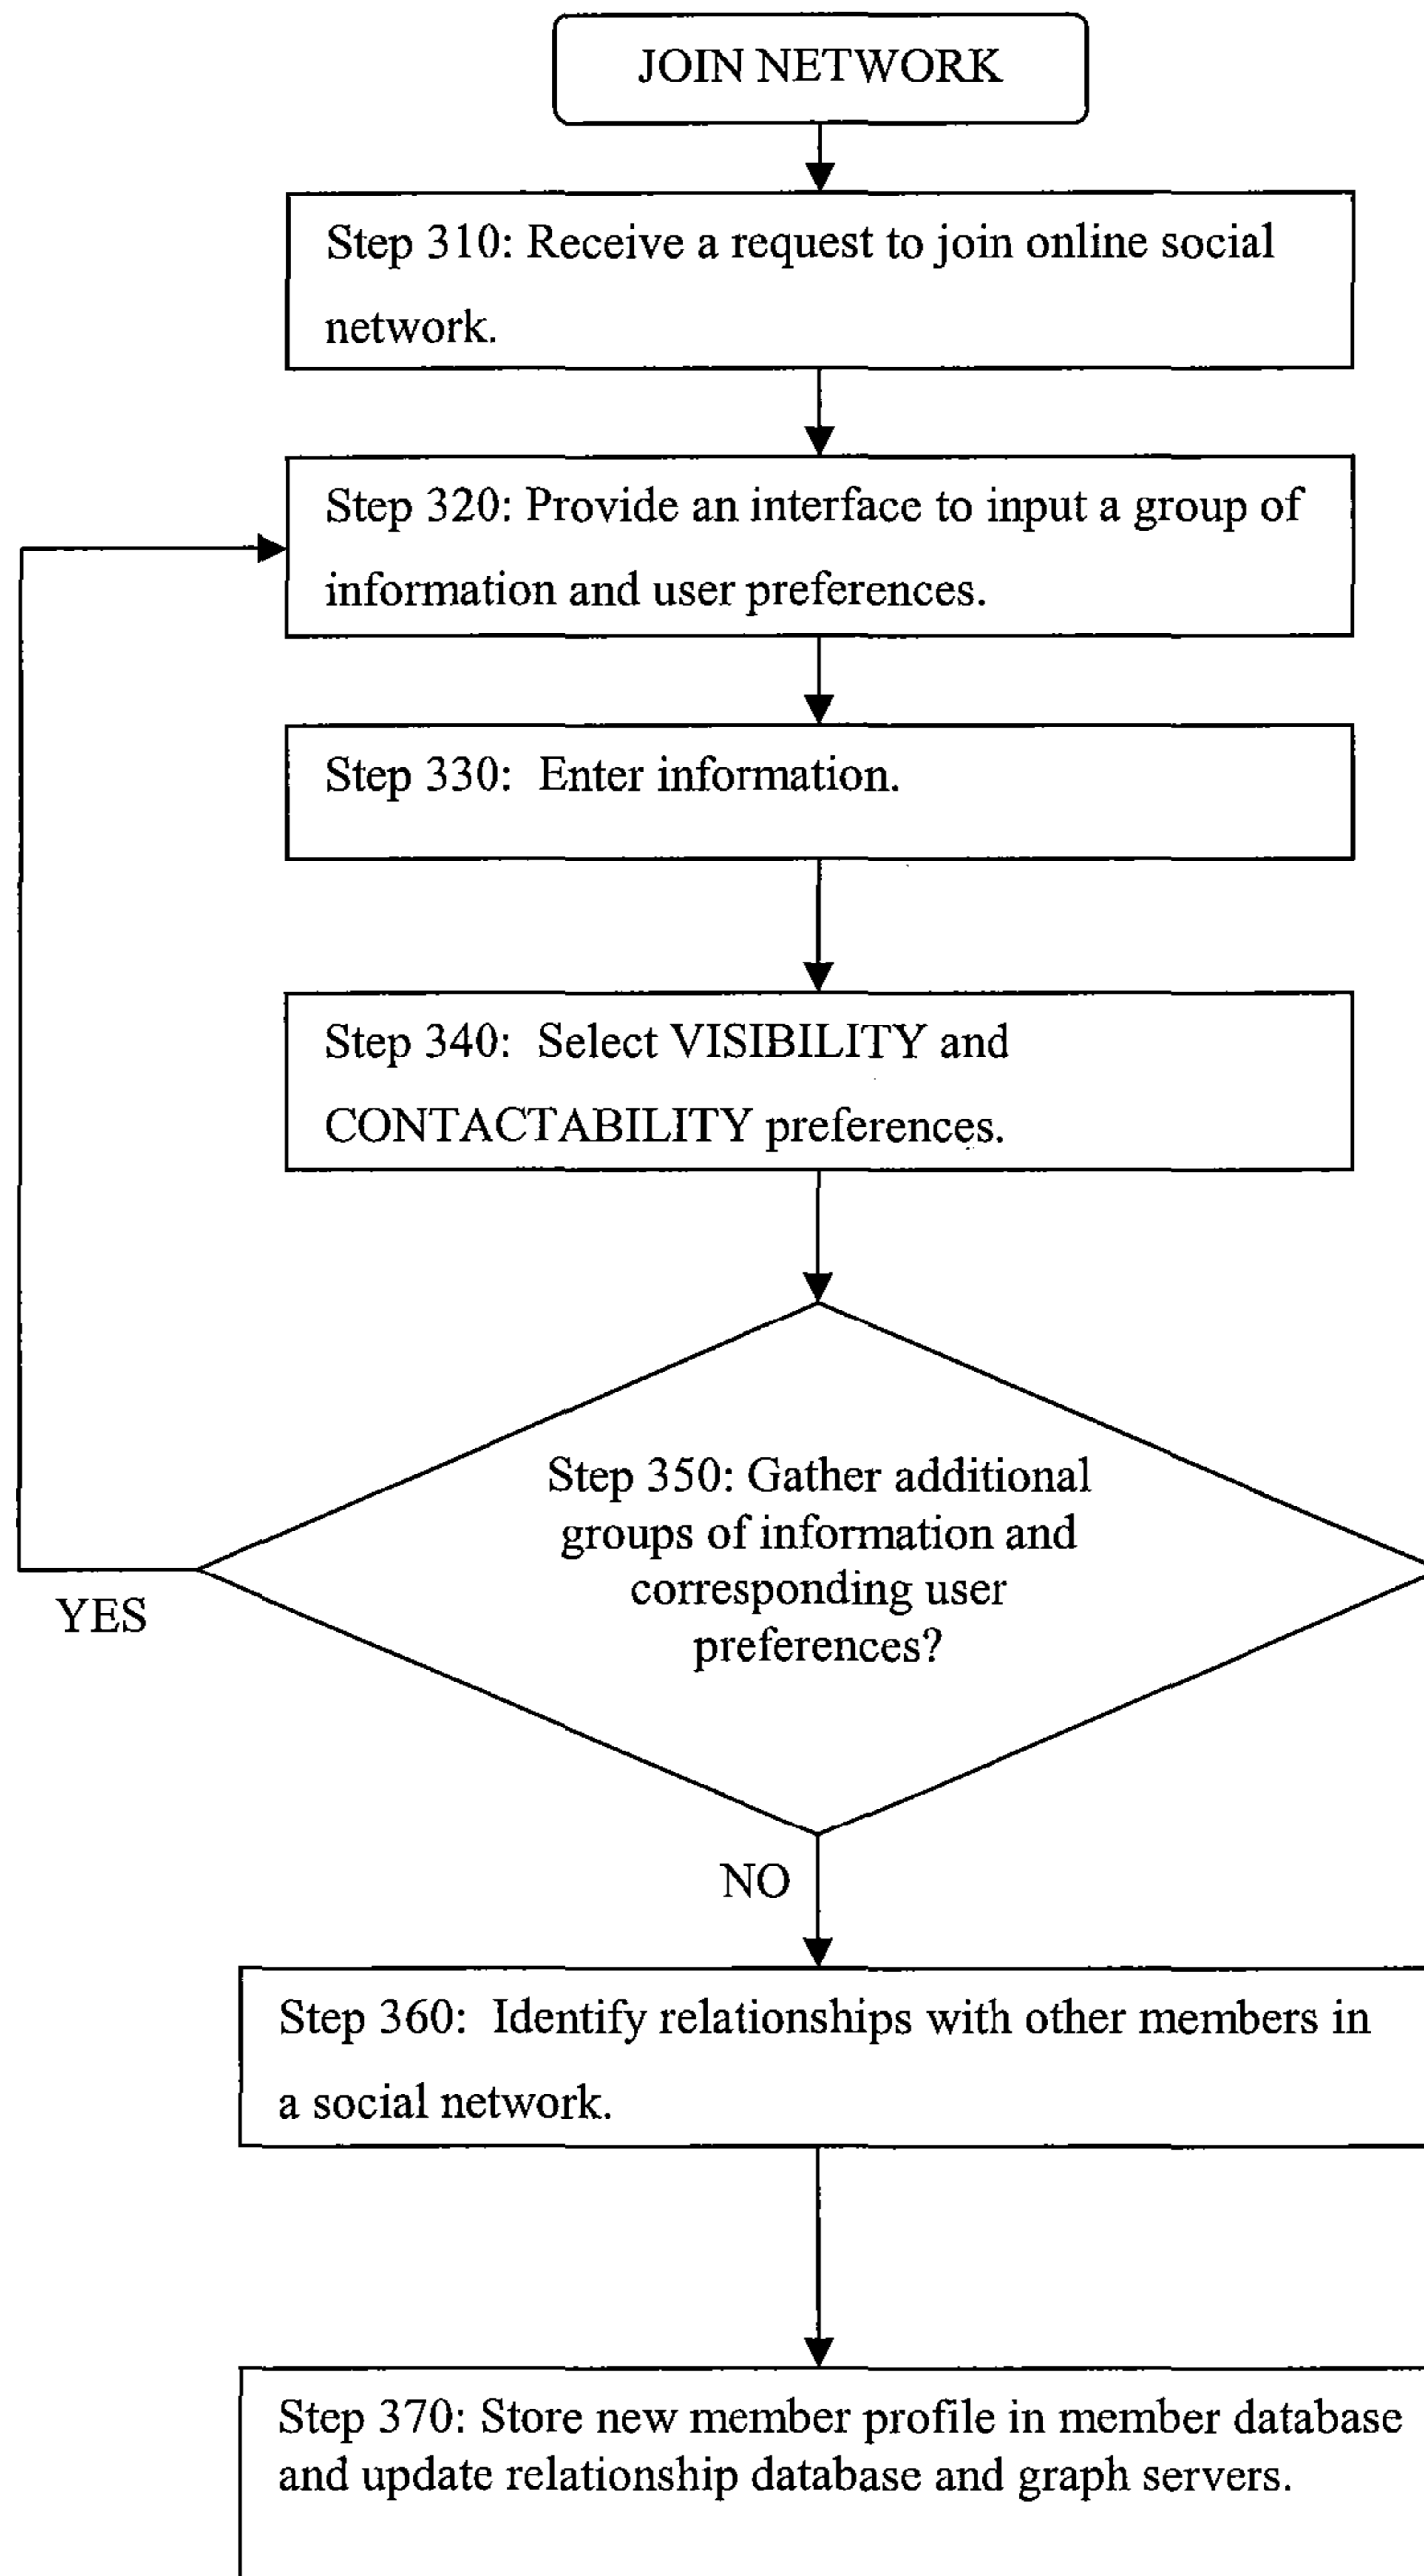 JOIN NETWORK
Step 310: Receive a request to join online social
network.
Step 320: Provide an interface to input a group of
information and user preferences.
Step 330:  Enter information.
Step 340:  Select VISIBILITY and
CONTACTABILITY preferences.
Step 350: Gather additional
groups of information and
corresponding user
preferences?
YES
NO
Step 360:  Identify relationships with other members in
a social network.
Step 370: Store new member profile in member database
and update relationship database and graph servers.